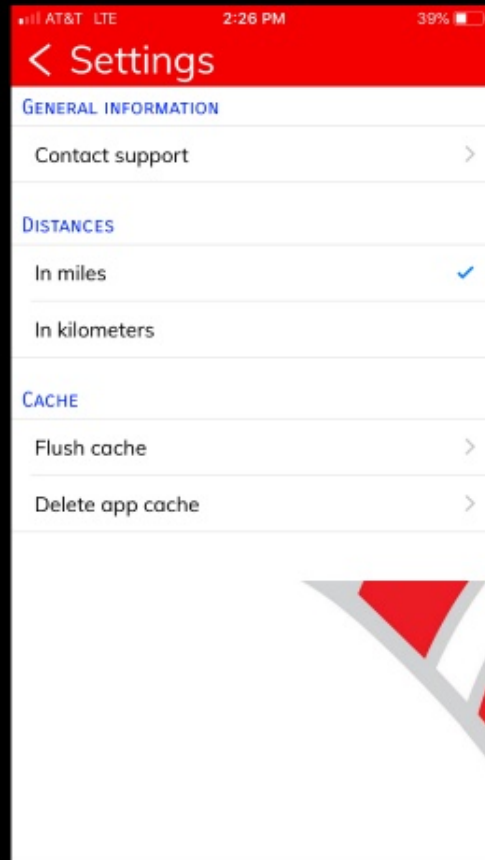 AT&T LTE 2:26 PM 39%
Settings
GENERAL INFORMATION
Contact support
DISTANCES
In miles
In kilometers
CACHE
Flush cache
Delete app cache